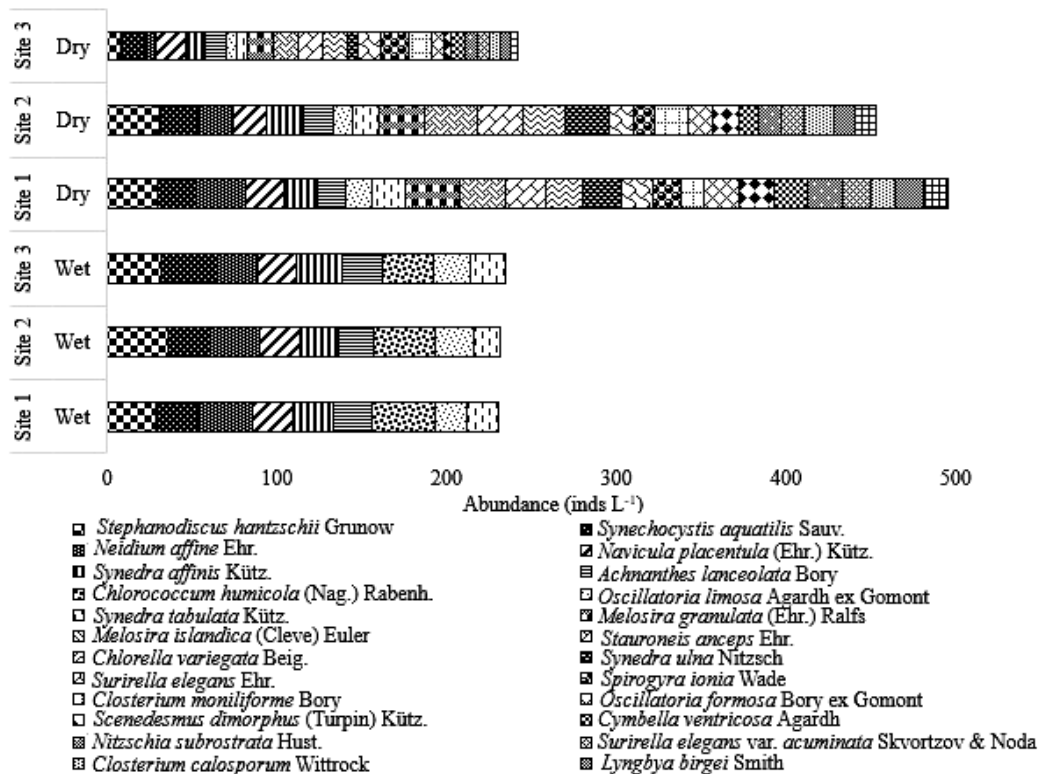 Site 3 Dry
Site 2 Dry
Site 1 Dry
Site 3 Wet
Site 2 Wet
Site 1 Wet
0 100 200 300 400 500
Abundance (inds L⁻¹)
Stephanodiscus hantzschii Grunow
Neidium affine Ehr.
Synedra affinis Kütz.
Chlorococcum humicola (Nag.) Rabenh.
Synedra tabulata Kütz.
Melosira islandica (Cleve) Euler
Chlorella variegata Beig.
Surirella elegans Ehr.
Closterium moniliforme Bory
Scenedesmus dimorphus (Turpin) Kütz.
Nitzschia subrostrata Hust.
Closterium calosporum Wittrock
Synechocystis aquatilis Sauv.
Navicula placentula (Ehr.) Kütz.
Achnanthes lanceolata Bory
Oscillatoria limosa Agardh ex Gomont
Melosira granulata (Ehr.) Ralfs
Stauroneis anceps Ehr.
Synedra ulna Nitzsch
Spirogyra ionia Wade
Oscillatoria formosa Bory ex Gomont
Cymbella ventricosa Agardh
Surirella elegans var. acuminata Skvortzov & Noda
Lyngbya birgei Smith